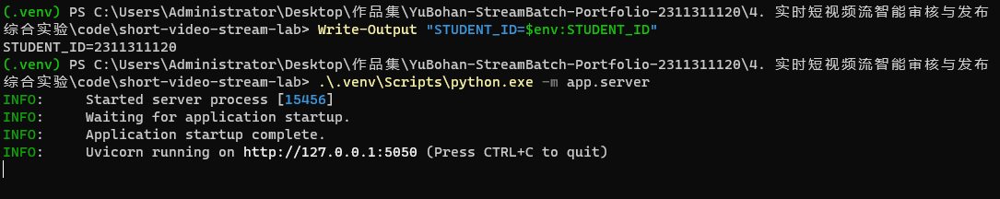 (.venv) PS C:\Users\Administrator\Desktop\作品集\YuBohan-StreamBatch-Portfolio-2311311120\4. 实时短视频流智能审核与发布
综合实验\code\short-video-stream-lab> Write-Output "STUDENT_ID=$env:STUDENT_ID"
STUDENT_ID=2311311120
(.venv) PS C:\Users\Administrator\Desktop\作品集\YuBohan-StreamBatch-Portfolio-2311311120\4. 实时短视频流智能审核与发布
综合实验\code\short-video-stream-lab> .\.venv\Scripts\python.exe -m app.server
INFO:     Started server process [15456]
INFO:     Waiting for application startup.
INFO:     Application startup complete.
INFO:     Uvicorn running on http://127.0.0.1:5050 (Press CTRL+C to quit)